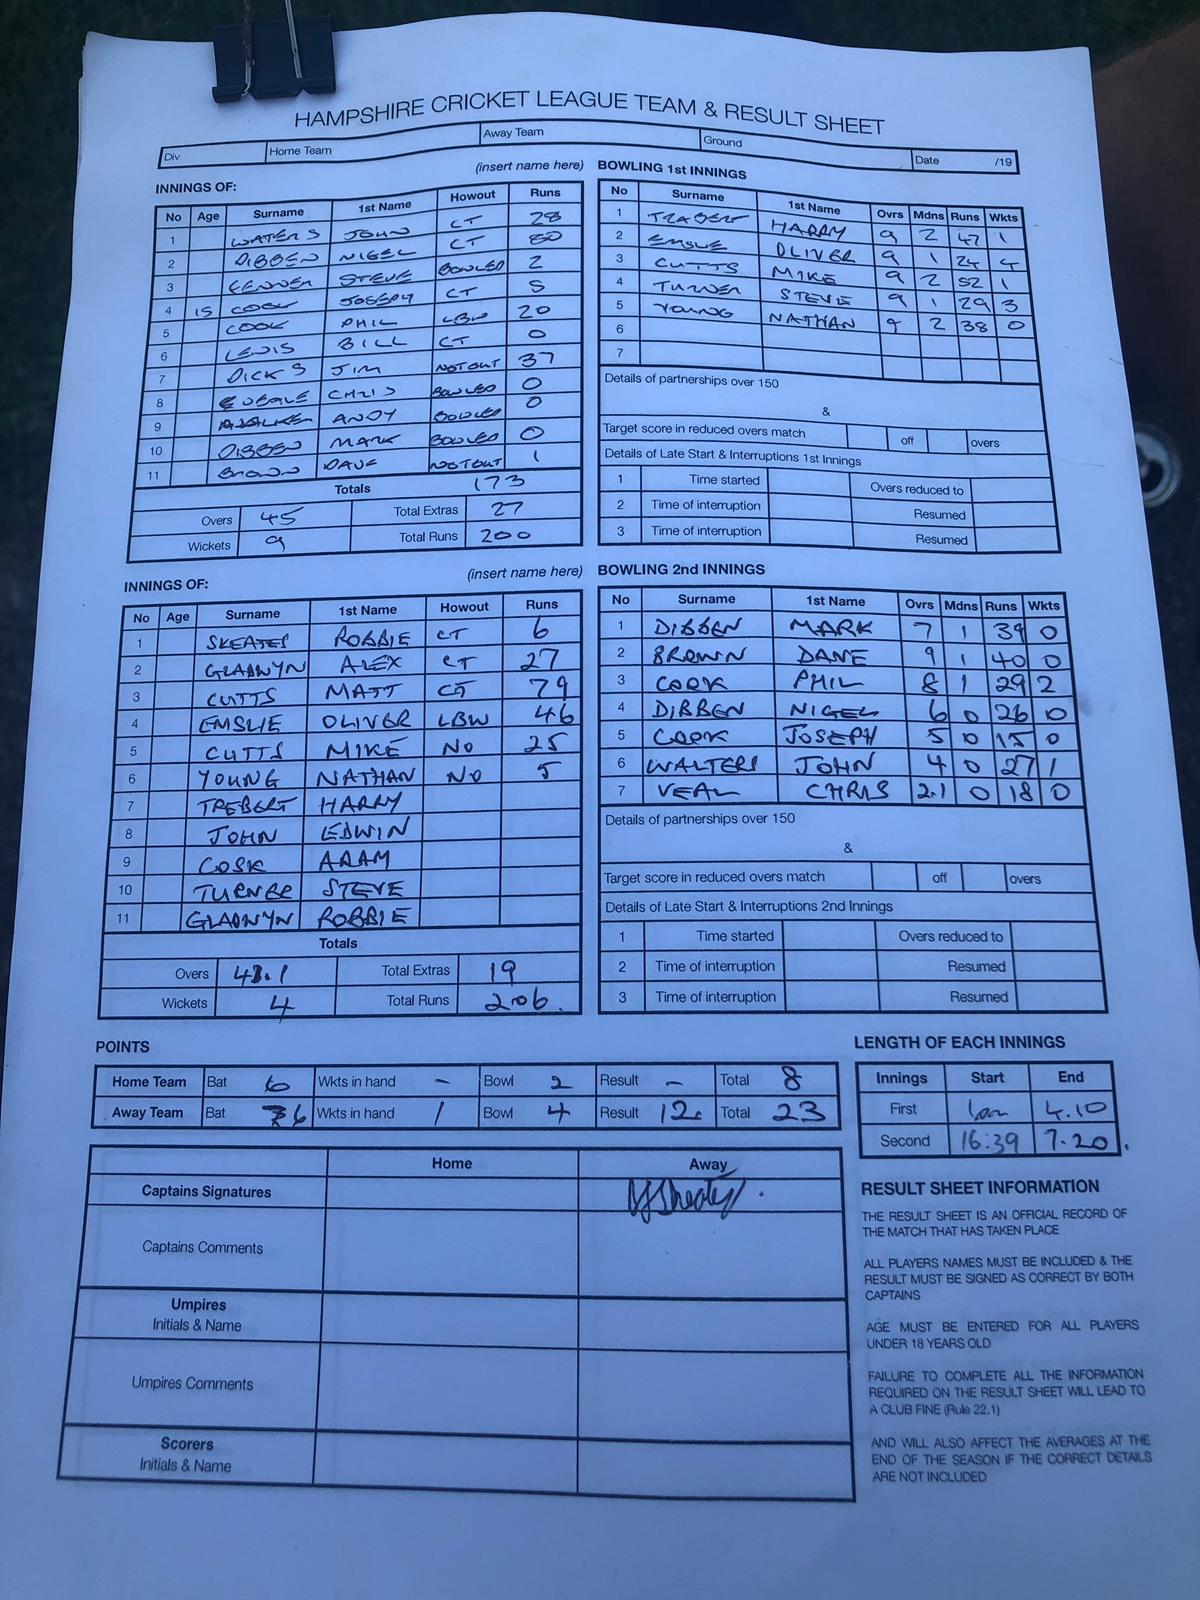 HAMPSHIRE CRICKET LEAGUE TEAM & RESULT SHEET
Div Home Team Away Team Ground Date /19
INNINGS OF: (insert name here)
No Age Surname 1st Name Howout Runs
1 WATERS JOHN CT 28
2 DIBBEN NIGEL CT 80
3 STEVE BOWLED 2
4 15 COOK JOSEPH CT 5
5 COOK PHIL LBW 20
6 LEWIS BILL CT 0
7 DICKS JIM NOT OUT 37
8 CHRIS BOWLED 0
9 WALKER ANDY BOWLED 0
10 DIBBEN MARK BOWLED 0
11 BROWN DAVE NOTOUT 1
Totals 173
Overs 45 Total Extras 27
Wickets 9 Total Runs 200
BOWLING 1st INNINGS
No Surname 1st Name Ovrs Mdns Runs Wkts
1 TRABERT HARRY 9 2 47 1
2 EMSLIE OLIVER 9 1 24 4
3 CUTTS MIKE 9 2 52 1
4 TURNER STEVE 9 1 29 3
5 YOUNG NATHAN 9 2 38 0
6
7
Details of partnerships over 150
&
Target score in reduced overs match off overs
Details of Late Start & Interruptions 1st Innings
1 Time started Overs reduced to
2 Time of interruption Resumed
3 Time of interruption Resumed
INNINGS OF: (insert name here)
No Age Surname 1st Name Howout Runs
1 SKEATES ROBBIE CT 6
2 GLADWYN ALEX CT 27
3 CUTTS MATT CT 79
4 EMSLIE OLIVER LBW 46
5 CUTTS MIKE NO 25
6 YOUNG NATHAN NO 5
7 TREBERT HARRY
8 JOHN EDWIN
9 COSK ADAM
10 TURNER STEVE
11 GLADWYN ROBBIE
Totals
Overs 43.1 Total Extras 19
Wickets 4 Total Runs 206.
BOWLING 2nd INNINGS
No Surname 1st Name Ovrs Mdns Runs Wkts
1 DIBBEN MARK 7 1 39 0
2 BROWN DANE 9 1 40 0
3 COOK PHIL 8 1 29 2
4 DIBBEN NIGEL 6 0 26 0
5 COOK JOSEPH 5 0 15 0
6 WALTERS JOHN 4 0 27 1
7 VEAL CHRIS 2.1 0 18 0
Details of partnerships over 150
&
Target score in reduced overs match off overs
Details of Late Start & Interruptions 2nd Innings
1 Time started Overs reduced to
2 Time of interruption Resumed
3 Time of interruption Resumed
POINTS
Home Team Bat 6 Wkts in hand - Bowl 2 Result - Total 8
Away Team Bat 6 Wkts in hand 1 Bowl 4 Result 12. Total 23
LENGTH OF EACH INNINGS
Innings Start End
First 1pm 4.10
Second 16:39 7.20.
Home Away
Captains Signatures
Captains Comments
Umpires
Initials & Name
Umpires Comments
Scorers
Initials & Name
RESULT SHEET INFORMATION
THE RESULT SHEET IS AN OFFICIAL RECORD OF
THE MATCH THAT HAS TAKEN PLACE
ALL PLAYERS NAMES MUST BE INCLUDED & THE
RESULT MUST BE SIGNED AS CORRECT BY BOTH
CAPTAINS
AGE MUST BE ENTERED FOR ALL PLAYERS
UNDER 18 YEARS OLD
FAILURE TO COMPLETE ALL THE INFORMATION
REQUIRED ON THE RESULT SHEET WILL LEAD TO
A CLUB FINE (Rule 22.1)
AND WILL ALSO AFFECT THE AVERAGES AT THE
END OF THE SEASON IF THE CORRECT DETAILS
ARE NOT INCLUDED